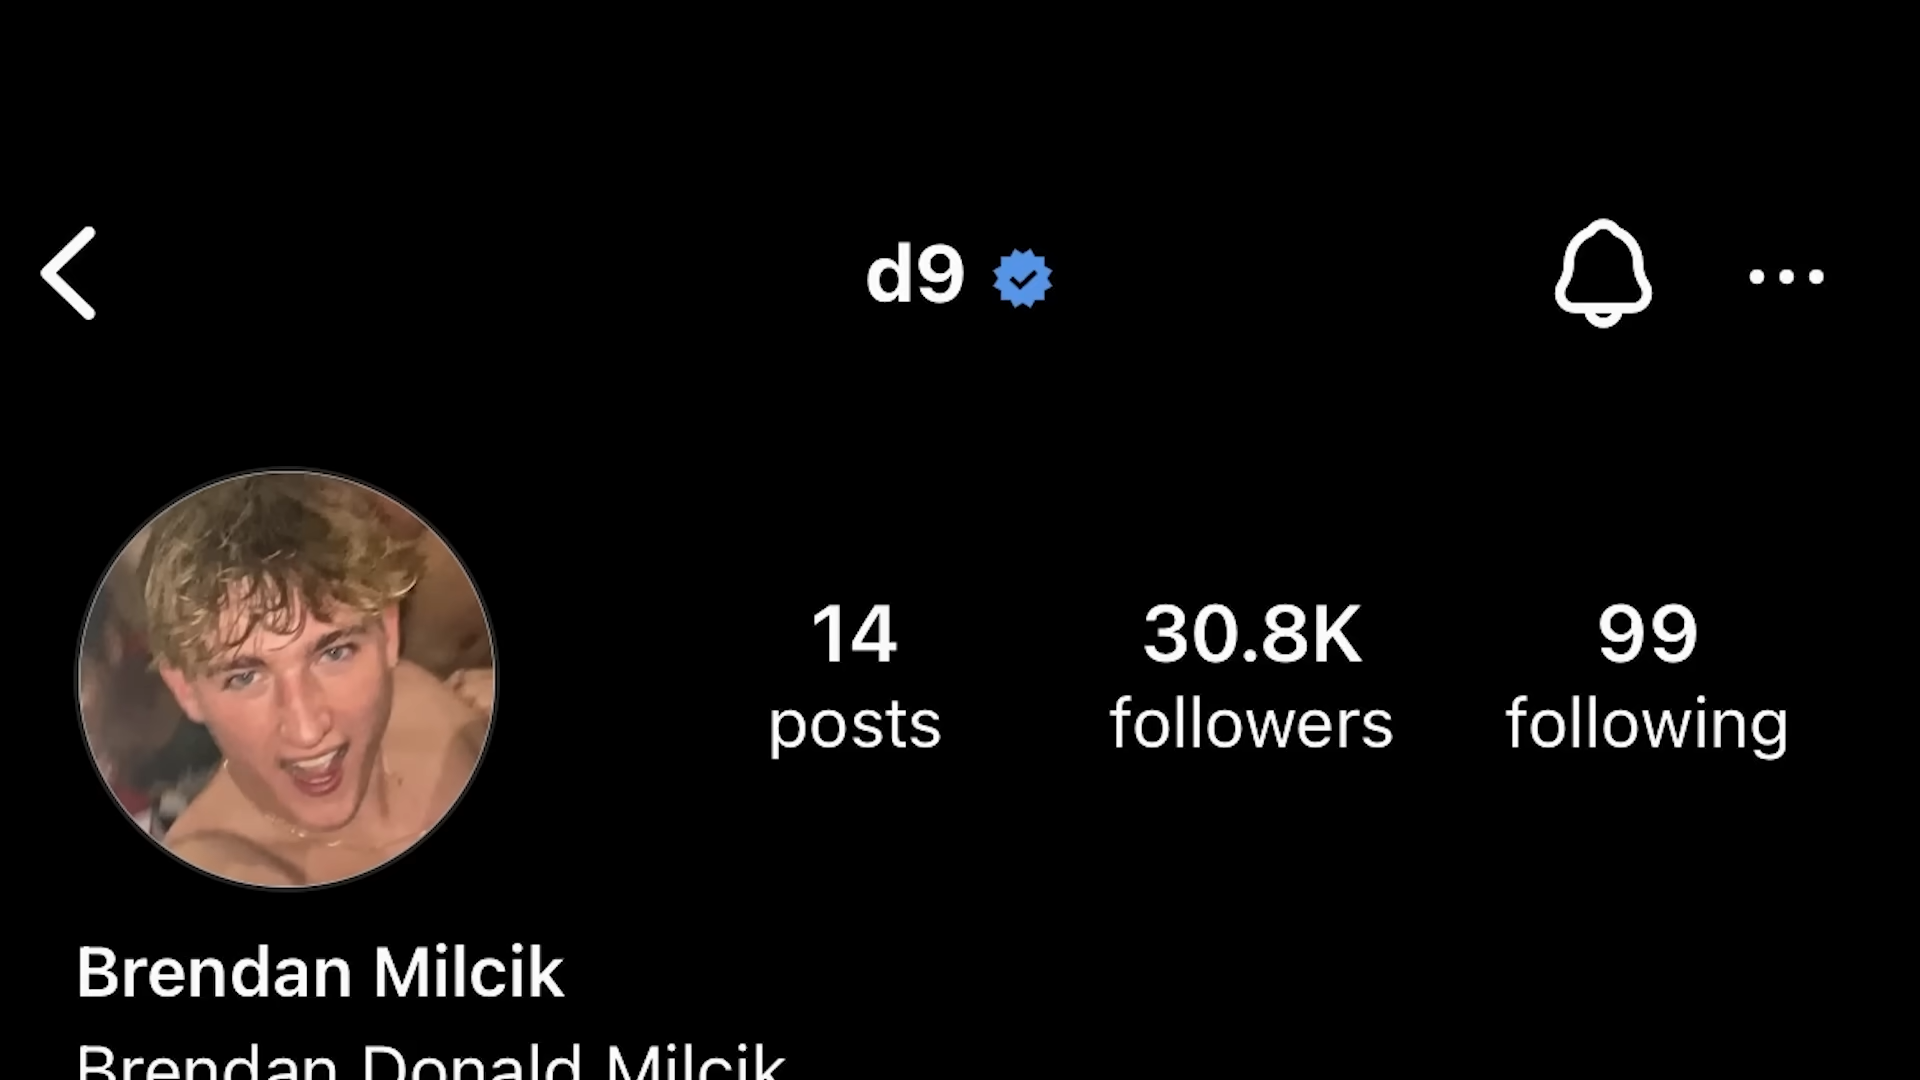 d9
14 30.8K 99
posts followers following
Brendan Milcik
Brendan Donald Milcik